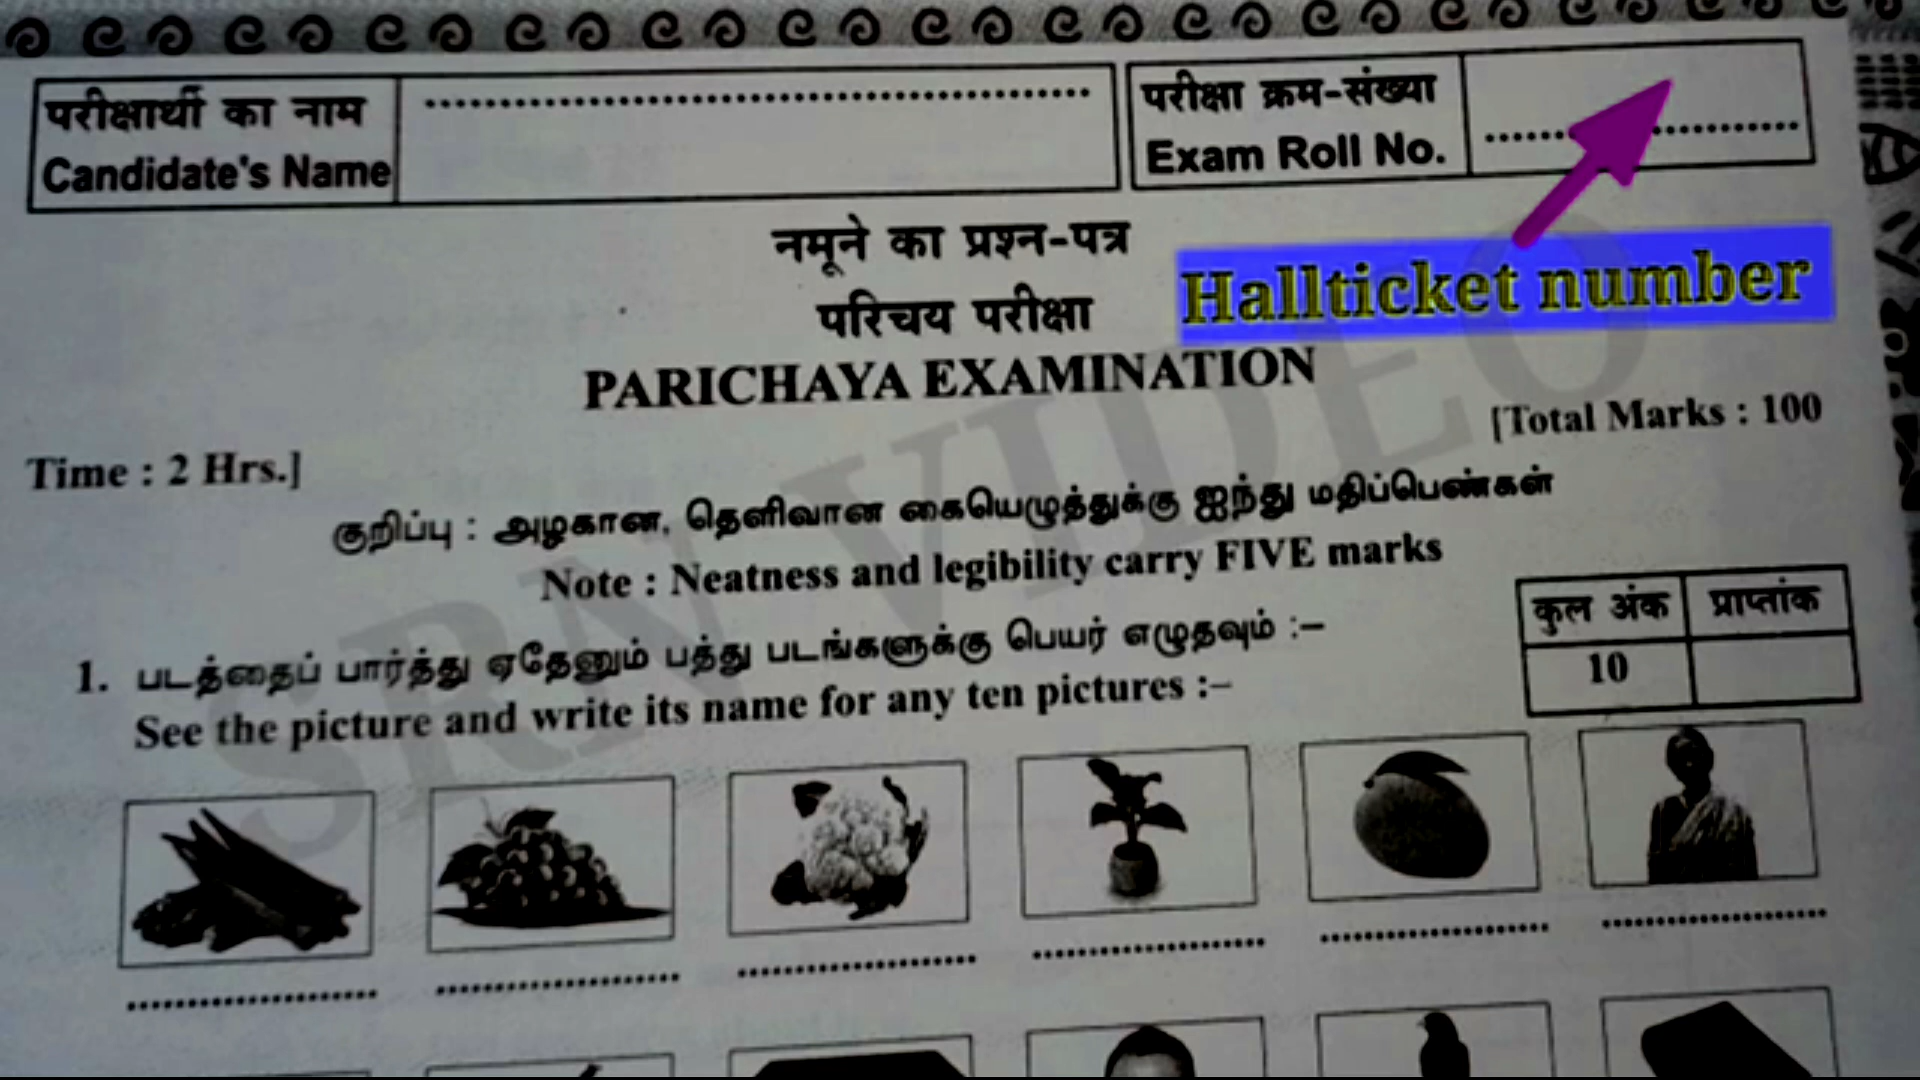 परीक्षार्थी का नाम
Candidate's Name
परीक्षा क्रम-संख्या
Exam Roll No.
Hallticket number
नमूने का प्रश्न-पत्र
परिचय परीक्षा
PARICHAYA EXAMINATION
Time : 2 Hrs.]
[Total Marks : 100
குறிப்பு : அழகான, தெளிவான கையெழுத்துக்கு ஐந்து மதிப்பெண்கள்
Note : Neatness and legibility carry FIVE marks
कुल अंक प्राप्तांक
10
1. படத்தைப் பார்த்து ஏதேனும் பத்து படங்களுக்கு பெயர் எழுதவும் :–
See the picture and write its name for any ten pictures :–
SRN VIDEO